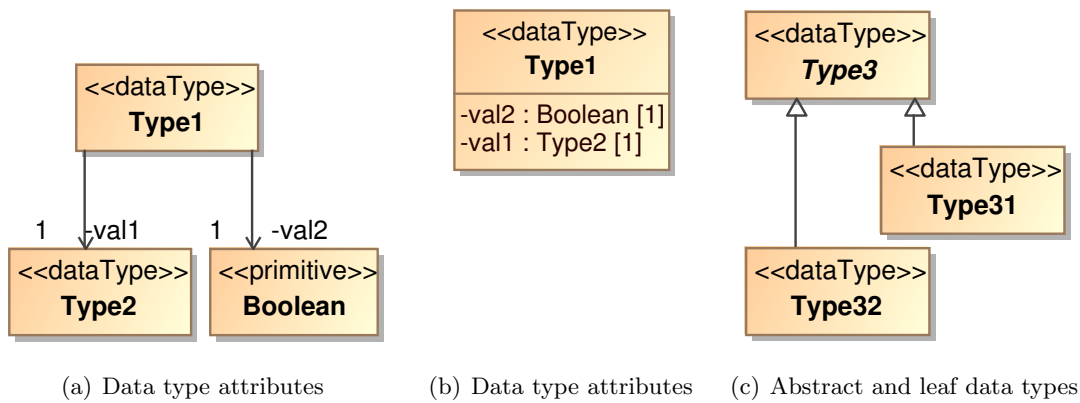 <<dataType>>
Type1
1 -val1 1 -val2
<<dataType>>
Type2
<<primitive>>
Boolean
(a) Data type attributes
<<dataType>>
Type1
-val2 : Boolean [1]
-val1 : Type2 [1]
(b) Data type attributes
<<dataType>>
Type3
<<dataType>>
Type31
<<dataType>>
Type32
(c) Abstract and leaf data types